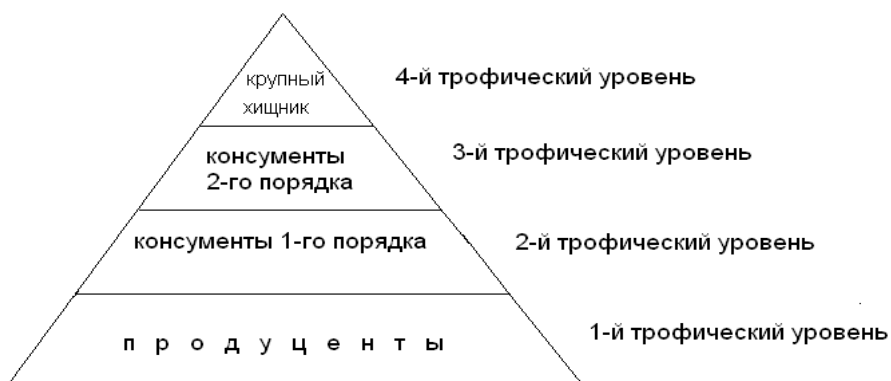 крупный
хищник
4-й трофический уровень
консументы
2-го порядка
3-й трофический уровень
консументы 1-го порядка
2-й трофический уровень
п р о д у ц е н т ы
1-й трофический уровень